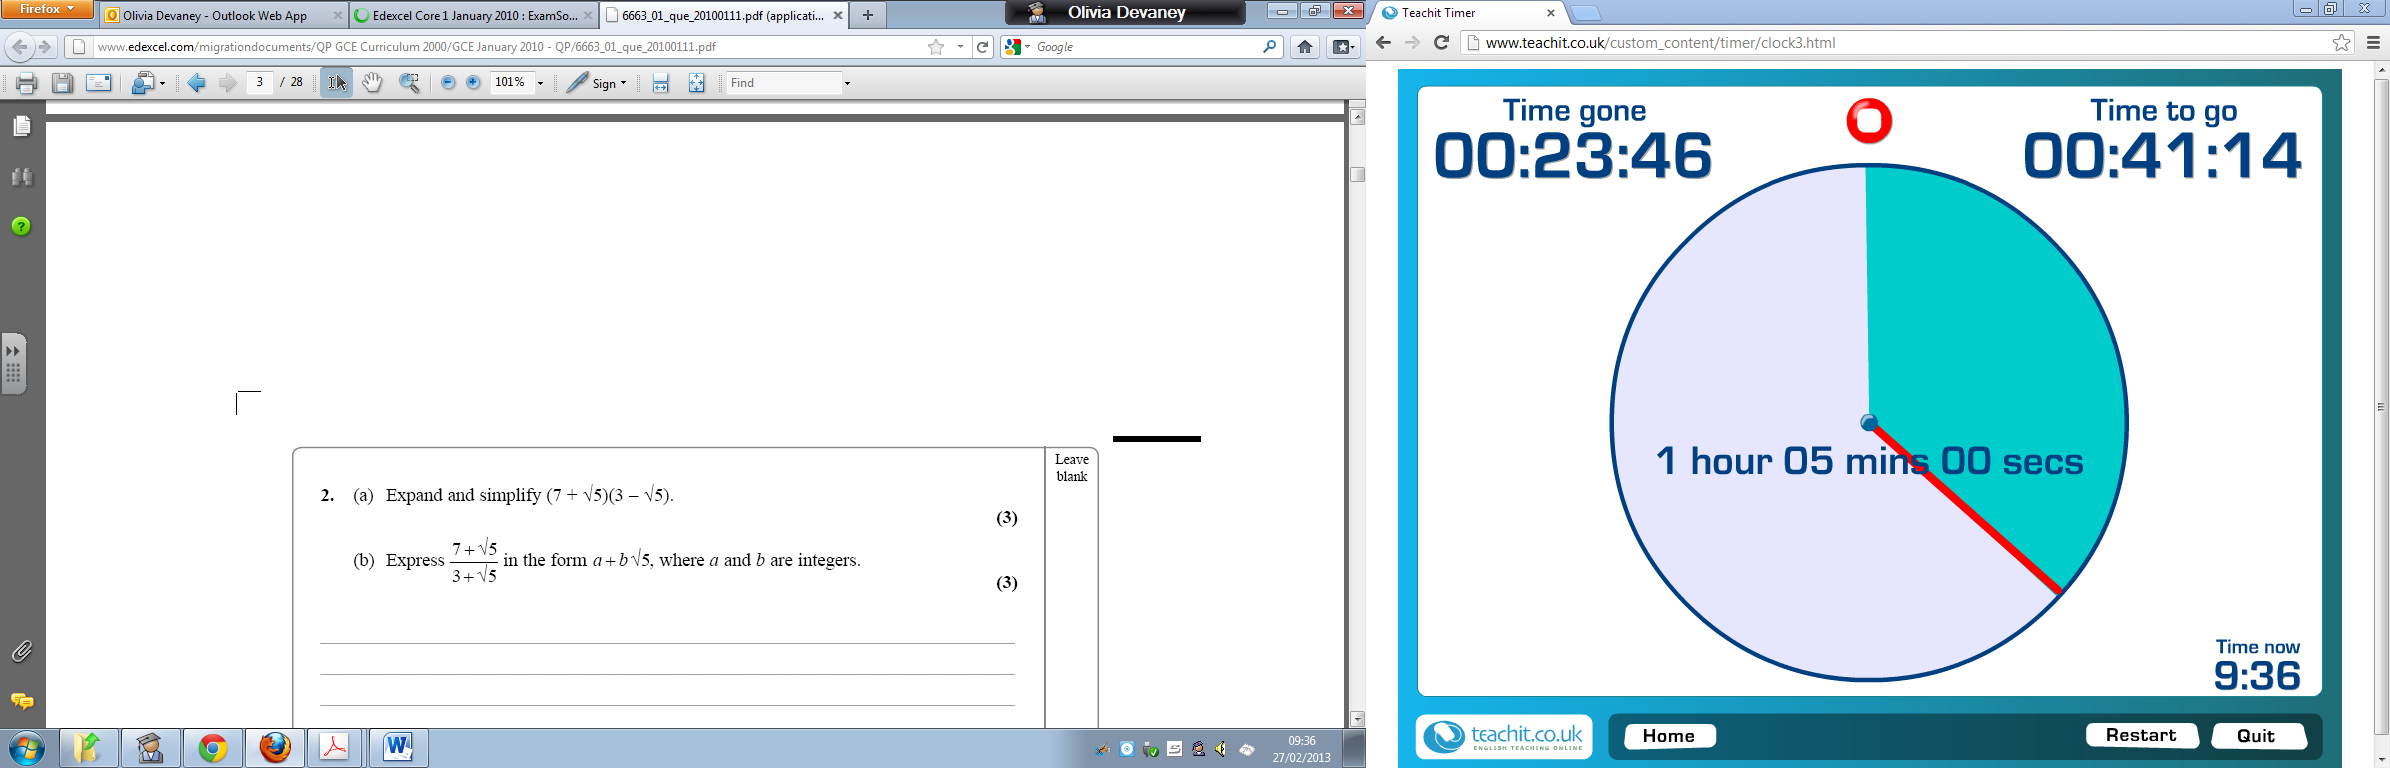 Firefox
Olivia Devaney - Outlook Web App
Edexcel Core 1 January 2010 : ExamSo...
6663_01_que_20100111.pdf (applicati...
Olivia Devaney
www.edexcel.com/migrationdocuments/QP GCE Curriculum 2000/GCE January 2010 - QP/6663_01_que_20100111.pdf
Google
3 / 28
101%
Sign
Find
Leave
blank
2. (a) Expand and simplify (7 + √5)(3 – √5).
(3)
(b) Express 7 + √5 / 3 + √5 in the form a + b√5, where a and b are integers.
(3)
09:36
27/02/2013
Teachit Timer
www.teachit.co.uk/custom_content/timer/clock3.html
Time gone
00:23:46
Time to go
00:41:14
1 hour 05 mins 00 secs
Time now
9:36
teachit.co.uk
ENGLISH TEACHING ONLINE
Home
Restart
Quit